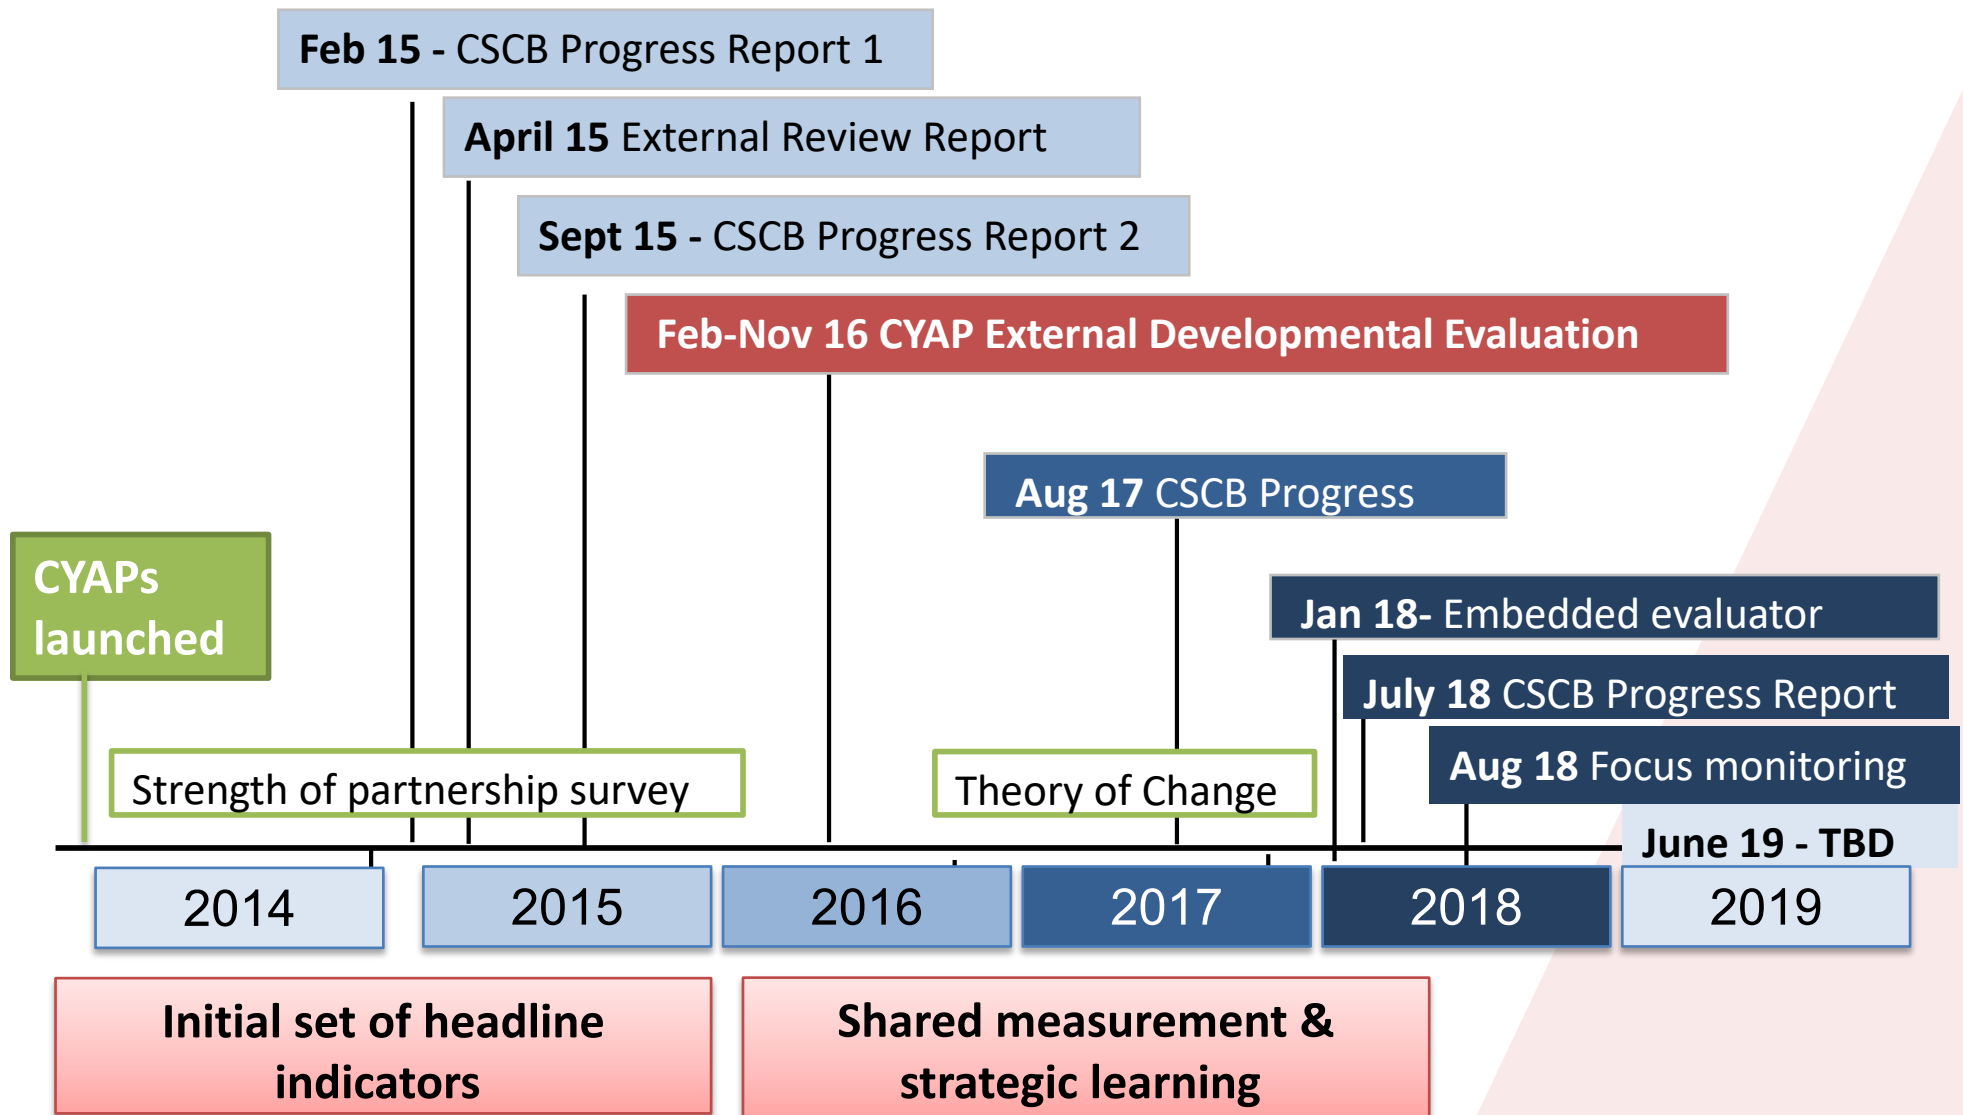 Feb 15 - CSCB Progress Report 1
April 15 External Review Report
Sept 15 - CSCB Progress Report 2
Feb-Nov 16 CYAP External Developmental Evaluation
Aug 17 CSCB Progress
CYAPs
launched
Jan 18- Embedded evaluator
July 18 CSCB Progress Report
Aug 18 Focus monitoring
Strength of partnership survey
Theory of Change
June 19 - TBD
2014
2015
2016
2017
2018
2019
Initial set of headline
indicators
Shared measurement &
strategic learning